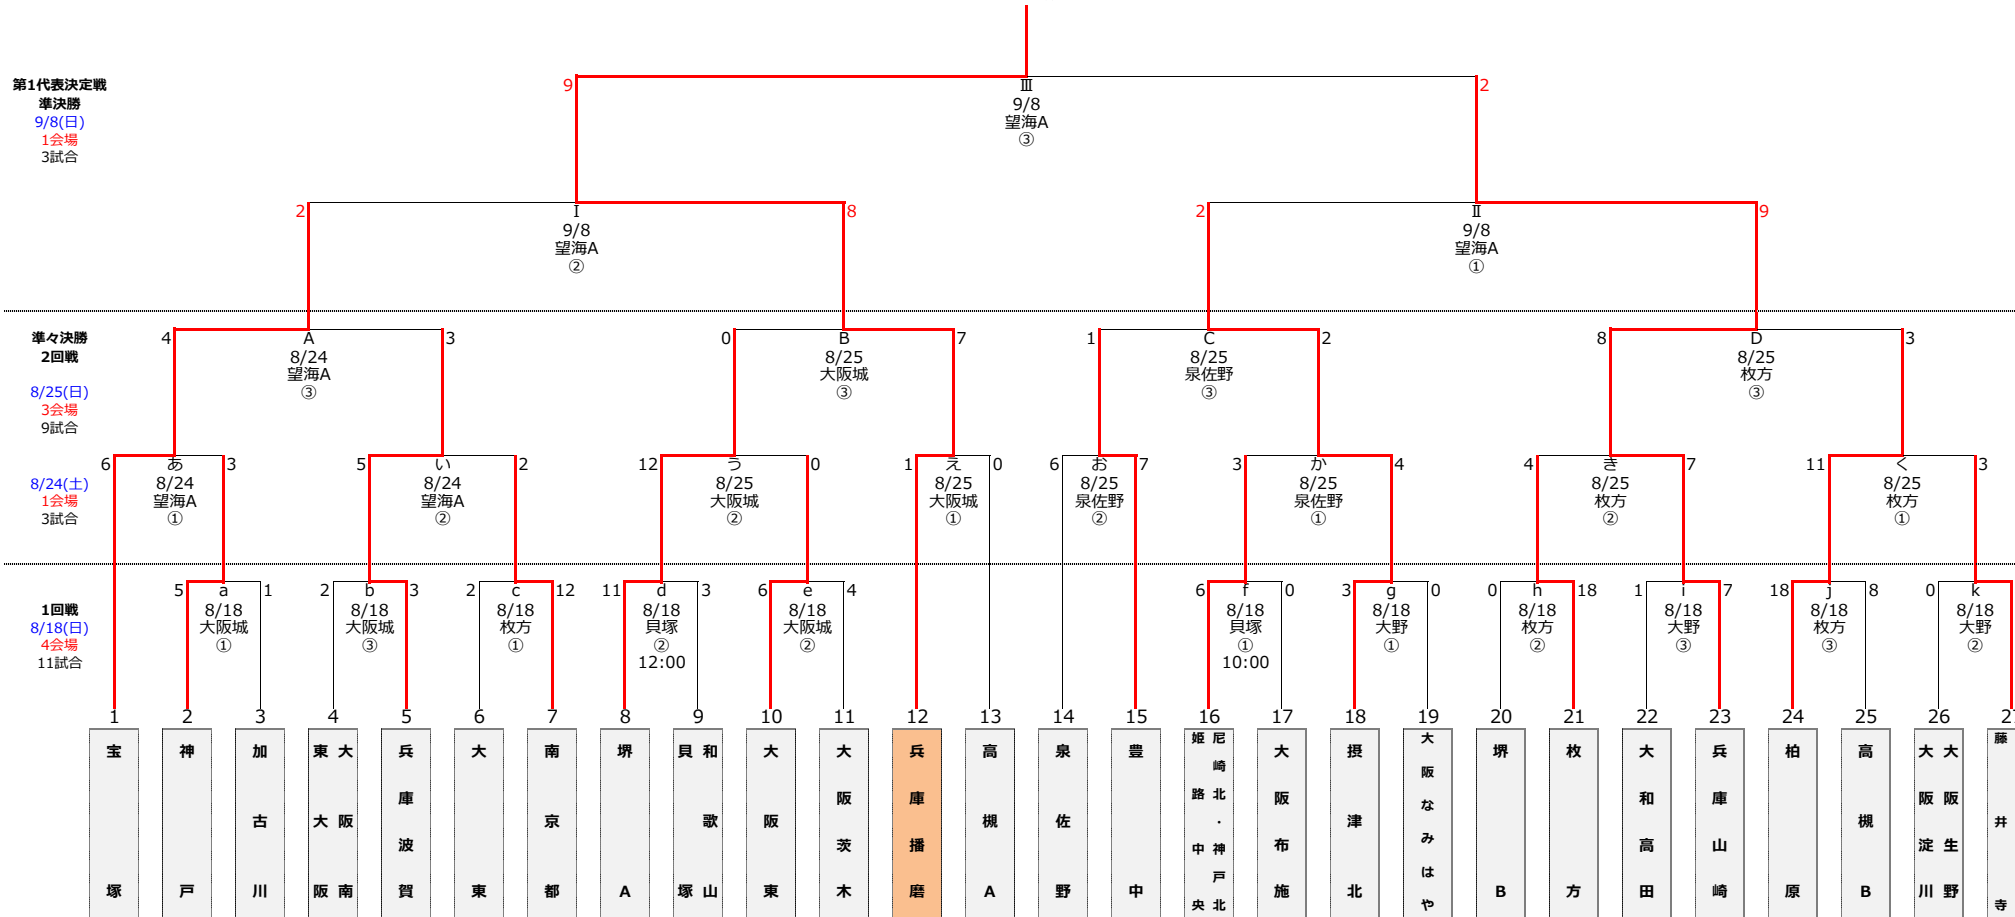 第1代表決定戦
準決勝
9/8(日)
1会場
3試合
9 Ⅲ 2
9/8
望海A
③
2 Ⅰ 8 2 Ⅱ 9
9/8 9/8
望海A 望海A
② ①
準々決勝
2回戦
8/25(日)
3会場
9試合
4 A 3 0 B 7 1 C 2 8 D 3
8/24 8/25 8/25 8/25
望海A 大阪城 泉佐野 枚方
③ ③ ③ ③
8/24(土)
1会場
3試合
6 あ 3 5 い 2 12 う 0 1 え 0 6 お 7 3 か 4 4 き 7 11 く 3
8/24 8/24 8/25 8/25 8/25 8/25 8/25 8/25
望海A 望海A 大阪城 大阪城 泉佐野 泉佐野 枚方 枚方
① ② ② ① ② ① ② ①
1回戦
8/18(日)
4会場
11試合
5 a 1 2 b 3 2 c 12 11 d 3 6 e 4 6 f 0 3 g 0 0 h 18 1 i 7 18 j 8 0 k
8/18 8/18 8/18 8/18 8/18 8/18 8/18 8/18 8/18 8/18 8/18
大阪城 大阪城 枚方 貝塚 大阪城 貝塚 大野 枚方 大野 枚方 大野
① ③ ① ② ② ① ① ② ③ ③ ②
12:00 10:00
1 2 3 4 5 6 7 8 9 10 11 12 13 14 15 16 17 18 19 20 21 22 23 24 25 26
宝塚
神戸
加古川
大阪南
東大阪
兵庫波賀
大東
南京都
堺A
和歌山
貝塚
大阪東
大阪茨木
兵庫播磨
高槻A
泉佐野
豊中
尼崎北・神戸北
姫路中央
大阪布施
摂津北
大阪なみはや
堺B
枚方
大和高田
兵庫山崎
柏原
高槻B
大阪生野
大阪淀川
藤井寺